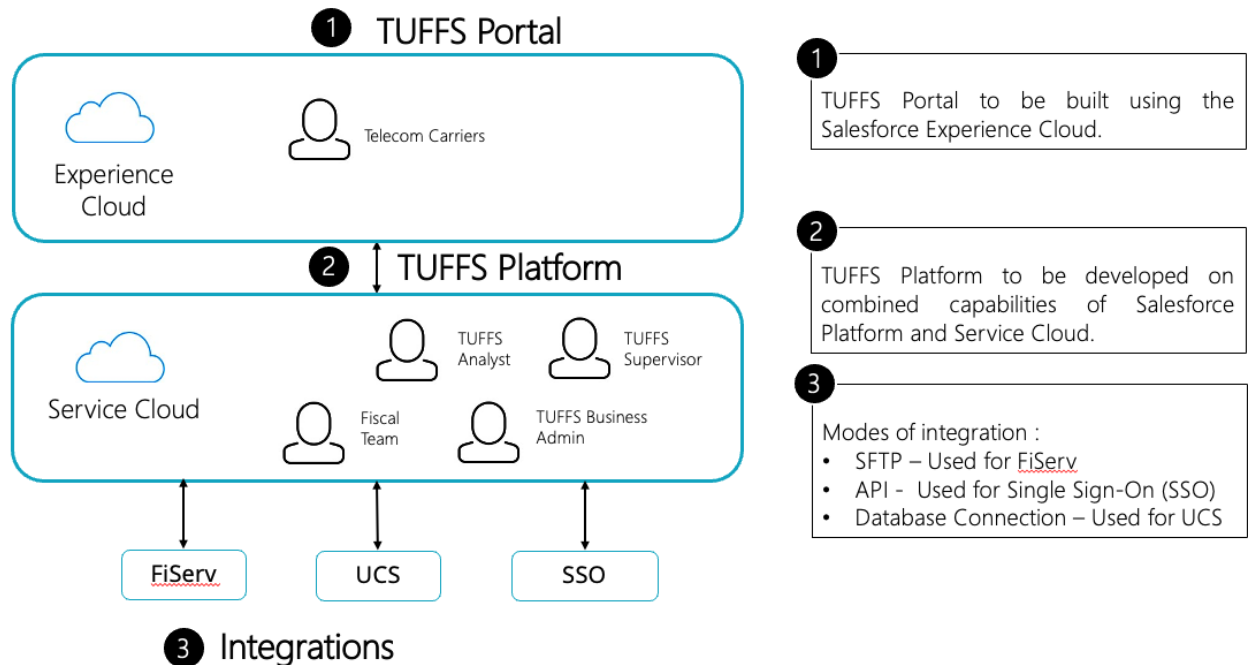 1 TUFFS Portal
Experience
Cloud
Telecom Carriers
2 TUFFS Platform
Service Cloud
TUFFS
Analyst
TUFFS
Supervisor
Fiscal
Team
TUFFS Business
Admin
FiServ
UCS
SSO
3 Integrations
1
TUFFS Portal to be built using the
Salesforce Experience Cloud.
2
TUFFS Platform to be developed on
combined capabilities of Salesforce
Platform and Service Cloud.
3
Modes of integration :
• SFTP – Used for FiServ
• API - Used for Single Sign-On (SSO)
• Database Connection – Used for UCS